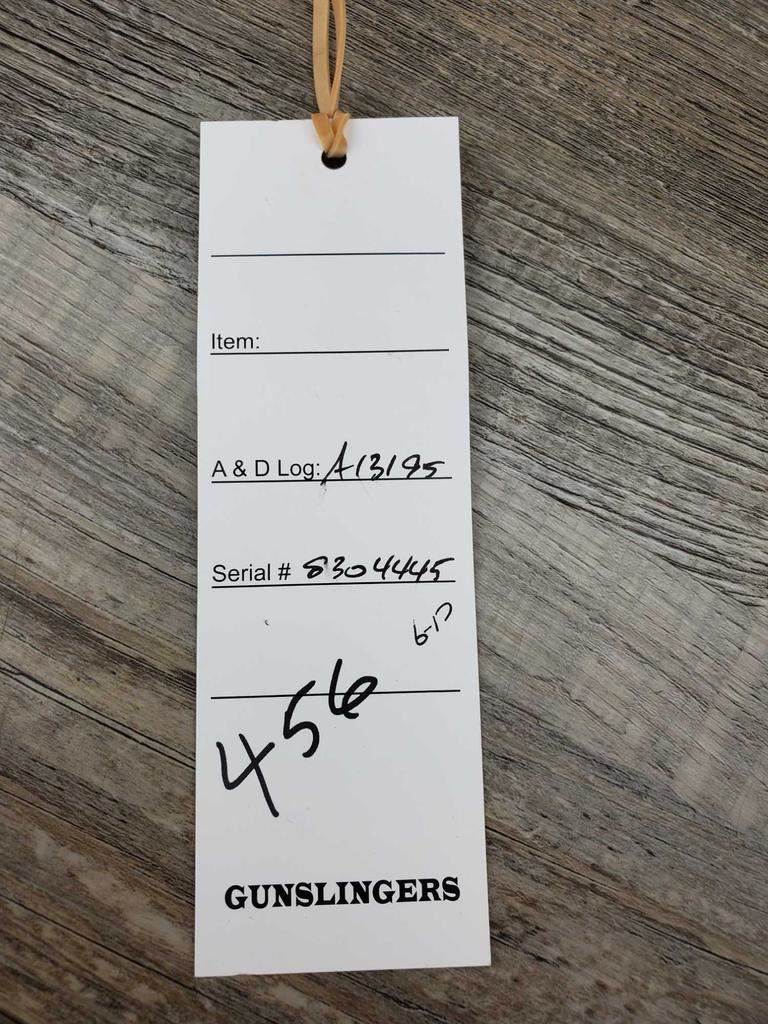 Item:
A & D Log: A13195
Serial # 8304445
6-17
456
GUNSLINGERS